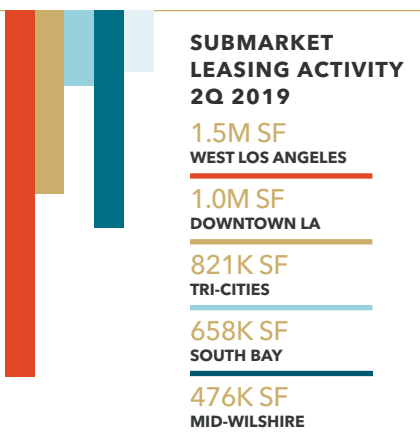 SUBMARKET
LEASING ACTIVITY
2Q 2019
1.5M SF
WEST LOS ANGELES
1.0M SF
DOWNTOWN LA
821K SF
TRI-CITIES
658K SF
SOUTH BAY
476K SF
MID-WILSHIRE